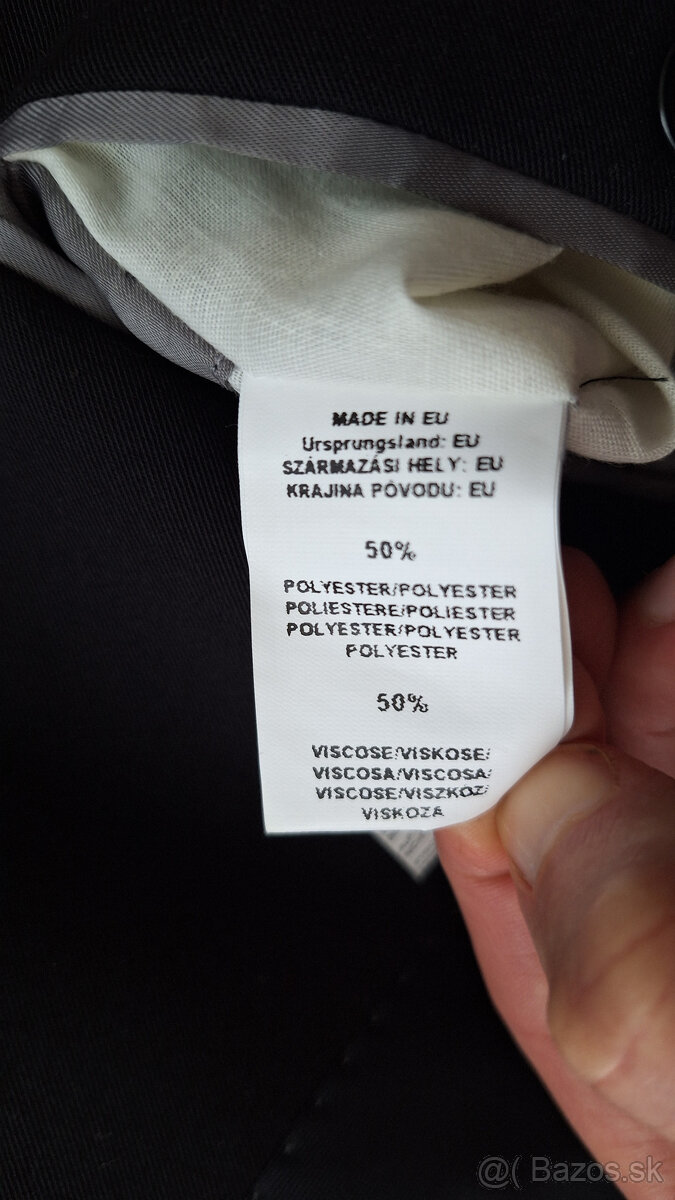 MADE IN EU
Ursprungsland: EU
SZÁRMAZÁSI HELY: EU
KRAJINA PÔVODU: EU
50%
POLYESTER/POLYESTER
POLIESTERE/POLIESTER
POLYESTER/POLYESTER
POLYESTER
50%
VISCOSE/VISKOSE/
VISCOSA/VISCOSA/
VISCOSE/VISZKOZ/
VISKOZA
@( Bazos.sk